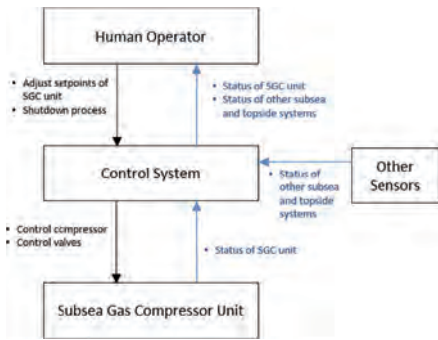 Human Operator
• Adjust setpoints of
SGC unit
• Shutdown process
• Status of SGC unit
• Status of other subsea
and topside systems
Control System
• Status of
other subsea
and topside
systems
Other
Sensors
• Control compressor
• Control valves
• Status of SGC unit
Subsea Gas Compressor Unit